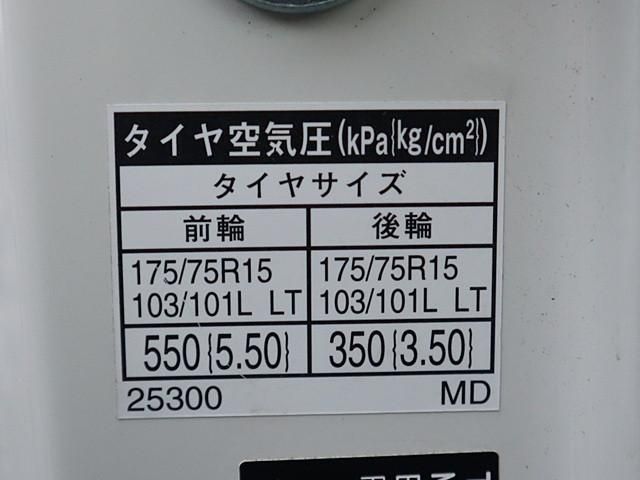 タイヤ空気圧(kPa{kg/cm²})
タイヤサイズ
前輪 後輪
175/75R15 175/75R15
103/101L LT 103/101L LT
550{5.50} 350{3.50}
25300 MD